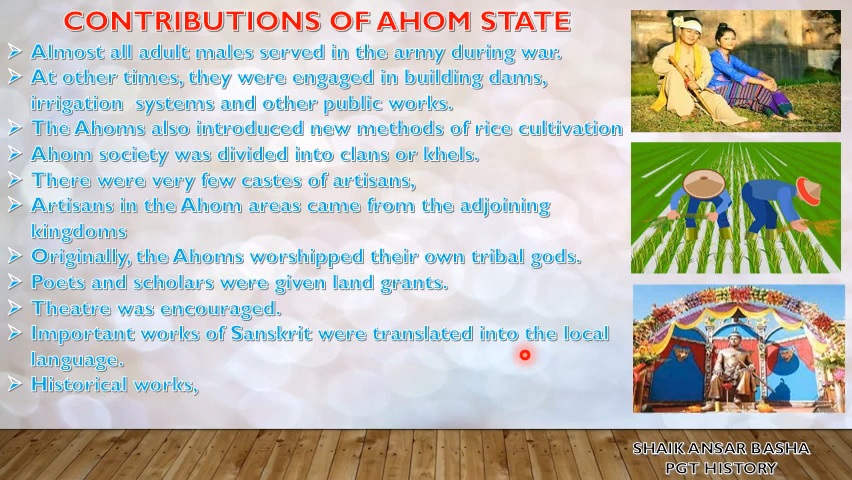 CONTRIBUTIONS OF AHOM STATE
Almost all adult males served in the army during war.
At other times, they were engaged in building dams,
irrigation systems and other public works.
The Ahoms also introduced new methods of rice cultivation
Ahom society was divided into clans or khels.
There were very few castes of artisans,
Artisans in the Ahom areas came from the adjoining
kingdoms
Originally, the Ahoms worshipped their own tribal gods.
Poets and scholars were given land grants.
Theatre was encouraged.
Important works of Sanskrit were translated into the local
language.
Historical works,
SHAIK ANSAR BASHA
PGT HISTORY